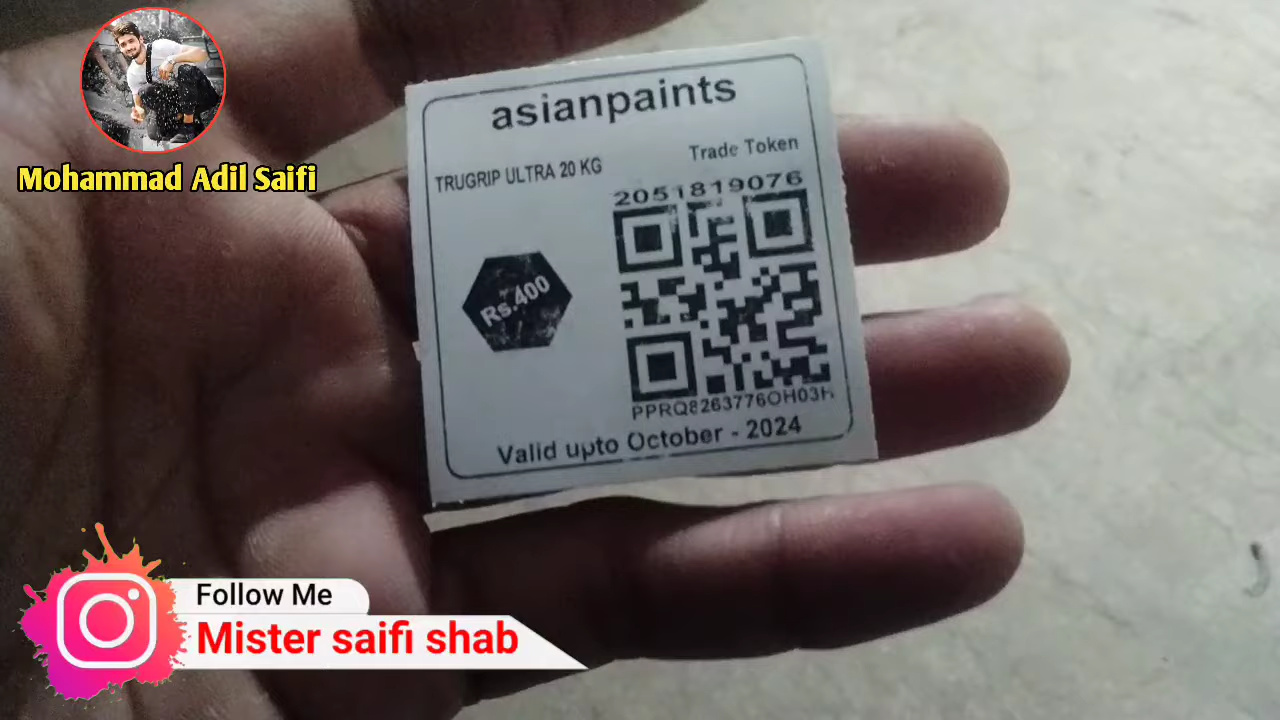 Mohammad Adil Saifi
asianpaints
Trade Token
TRUGRIP ULTRA 20 KG
2051819076
Rs.400
PPRQ8263776OH03H
Valid upto October - 2024
Follow Me
Mister saifi shab